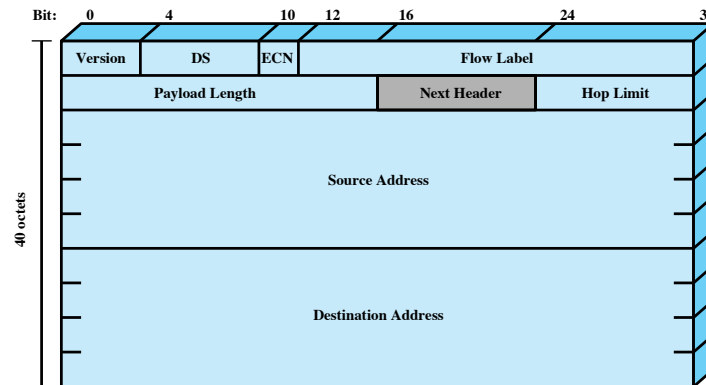 Bit: 0 4 10 12 16 24 3
Version DS ECN Flow Label
Payload Length Next Header Hop Limit
Source Address
40 octets
Destination Address